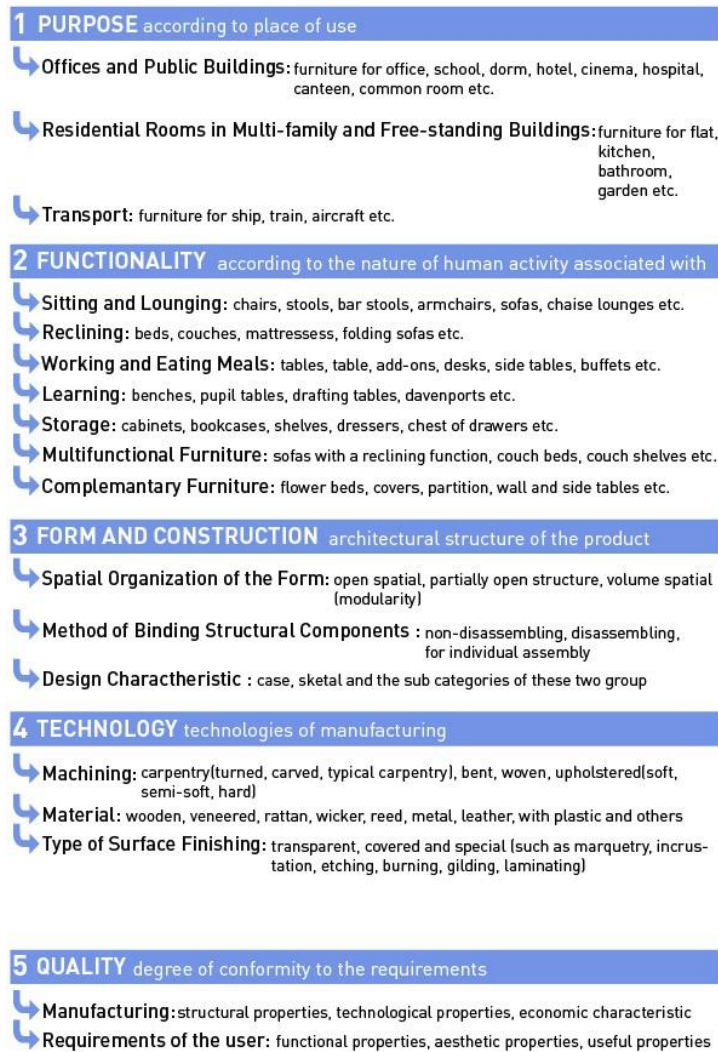 1 PURPOSE according to place of use
Offices and Public Buildings: furniture for office, school, dorm, hotel, cinema, hospital,
canteen, common room etc.
Residential Rooms in Multi-family and Free-standing Buildings: furniture for flat,
kitchen,
bathroom,
garden etc.
Transport: furniture for ship, train, aircraft etc.
2 FUNCTIONALITY according to the nature of human activity associated with
Sitting and Lounging: chairs, stools, bar stools, armchairs, sofas, chaise lounges etc.
Reclining: beds, couches, mattressess, folding sofas etc.
Working and Eating Meals: tables, table, add-ons, desks, side tables, buffets etc.
Learning: benches, pupil tables, drafting tables, davenports etc.
Storage: cabinets, bookcases, shelves, dressers, chest of drawers etc.
Multifunctional Furniture: sofas with a reclining function, couch beds, couch shelves etc.
Complemantary Furniture: flower beds, covers, partition, wall and side tables etc.
3 FORM AND CONSTRUCTION architectural structure of the product
Spatial Organization of the Form: open spatial, partially open structure, volume spatial
(modularity)
Method of Binding Structural Components : non-disassembling, disassembling,
for individual assembly
Design Charactheristic : case, sketal and the sub categories of these two group
4 TECHNOLOGY technologies of manufacturing
Machining: carpentry(turned, carved, typical carpentry), bent, woven, upholstered(soft,
semi-soft, hard)
Material: wooden, veneered, rattan, wicker, reed, metal, leather, with plastic and others
Type of Surface Finishing: transparent, covered and special (such as marquetry, incrus-
tation, etching, burning, gilding, laminating)
5 QUALITY degree of conformity to the requirements
Manufacturing: structural properties, technological properties, economic characteristic
Requirements of the user: functional properties, aesthetic properties, useful properties